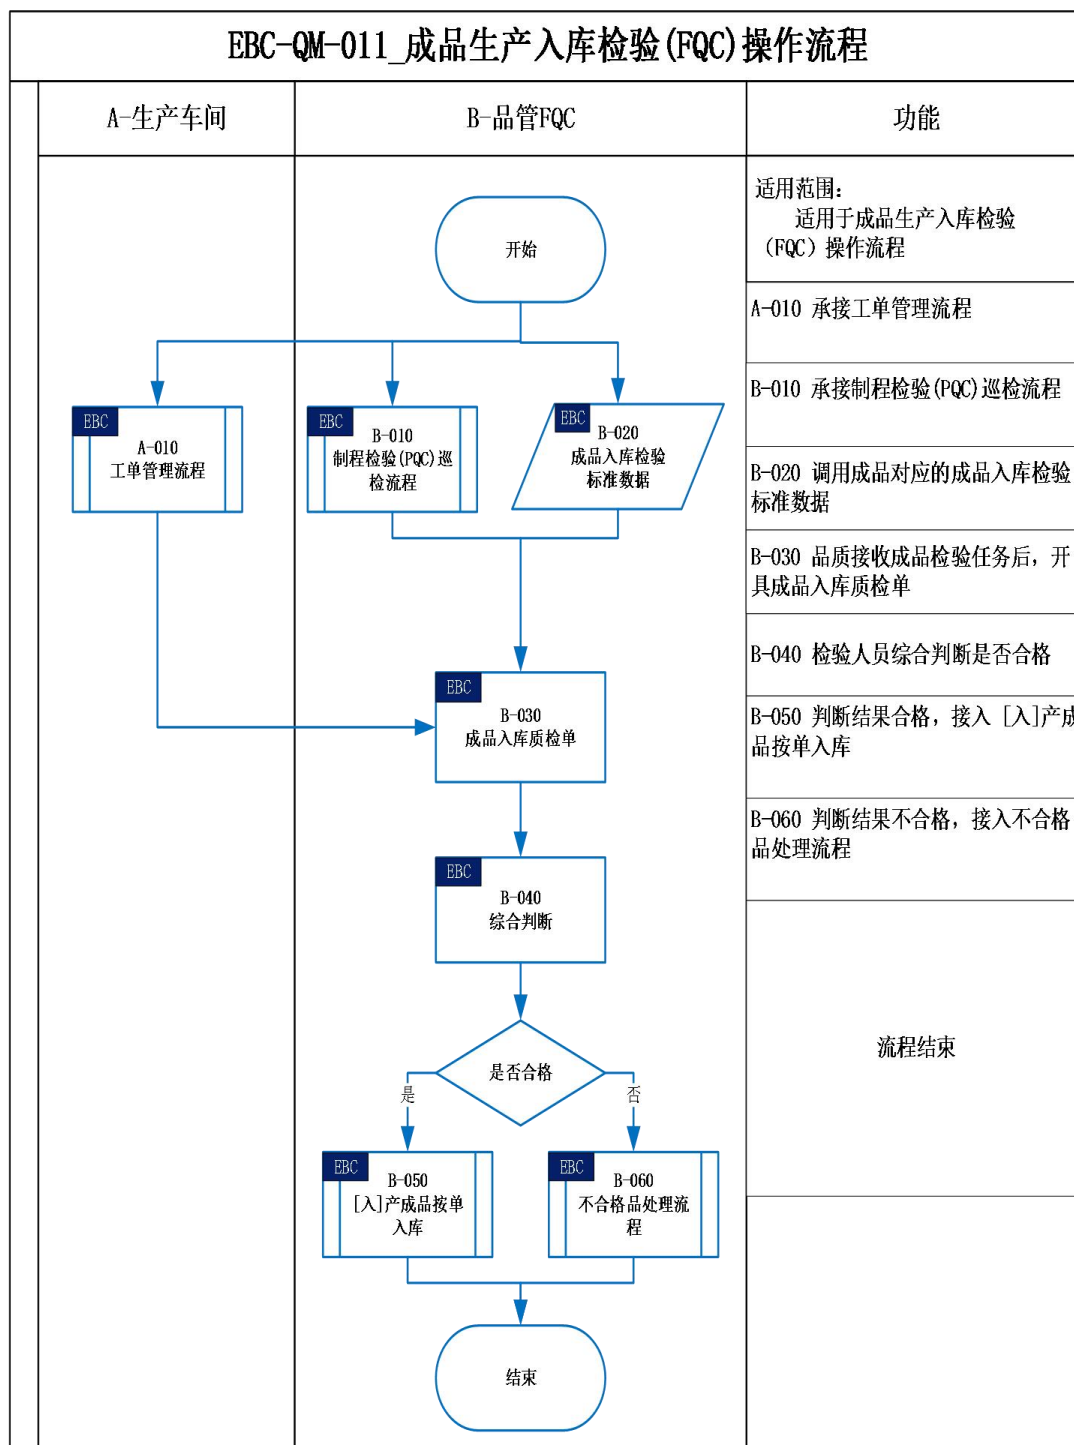 EBC-QM-011_成品生产入库检验(FQC)操作流程
A-生产车间
B-品管FQC
功能
开始
EBC
A-010
工单管理流程
EBC
B-010
制程检验(PQC)巡
检流程
EBC
B-020
成品入库检验
标准数据
EBC
B-030
成品入库质检单
EBC
B-040
综合判断
是否合格
是
否
EBC
B-050
[入]产成品按单
入库
EBC
B-060
不合格品处理流
程
结束
适用范围:
适用于成品生产入库检验
(FQC) 操作流程
A-010 承接工单管理流程
B-010 承接制程检验(PQC)巡检流程
B-020 调用成品对应的成品入库检验
标准数据
B-030 品质接收成品检验任务后，开
具成品入库质检单
B-040 检验人员综合判断是否合格
B-050 判断结果合格，接入 [入]产成
品按单入库
B-060 判断结果不合格，接入不合格
品处理流程
流程结束